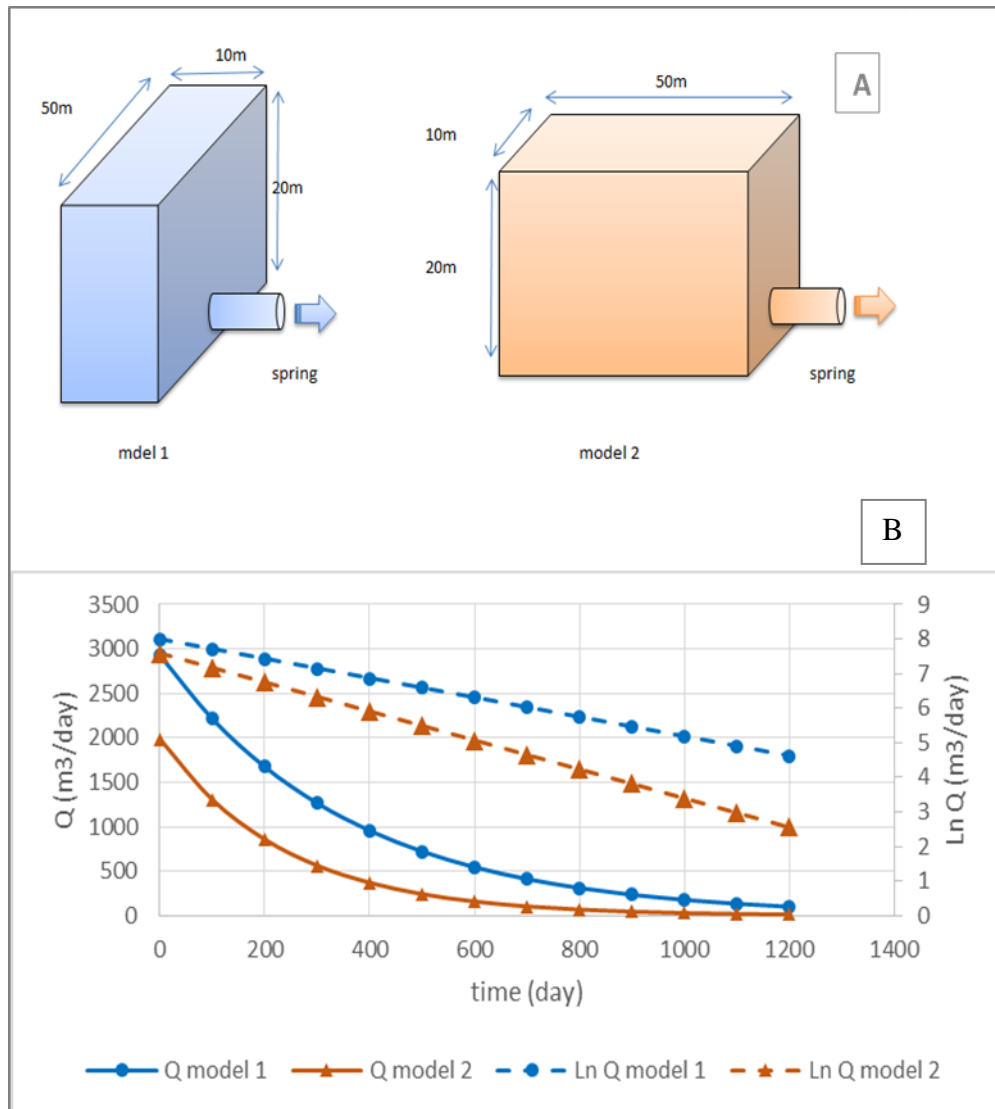 10m
50m
20m
spring
mdel 1
50m
A
10m
20m
spring
model 2
B
3500
3000
2500
2000
1500
1000
500
0
Q (m3/day)
9
8
7
6
5
4
3
2
1
0
Ln Q (m3/day)
0 200 400 600 800 1000 1200 1400
time (day)
Q model 1 Q model 2 Ln Q model 1 Ln Q model 2